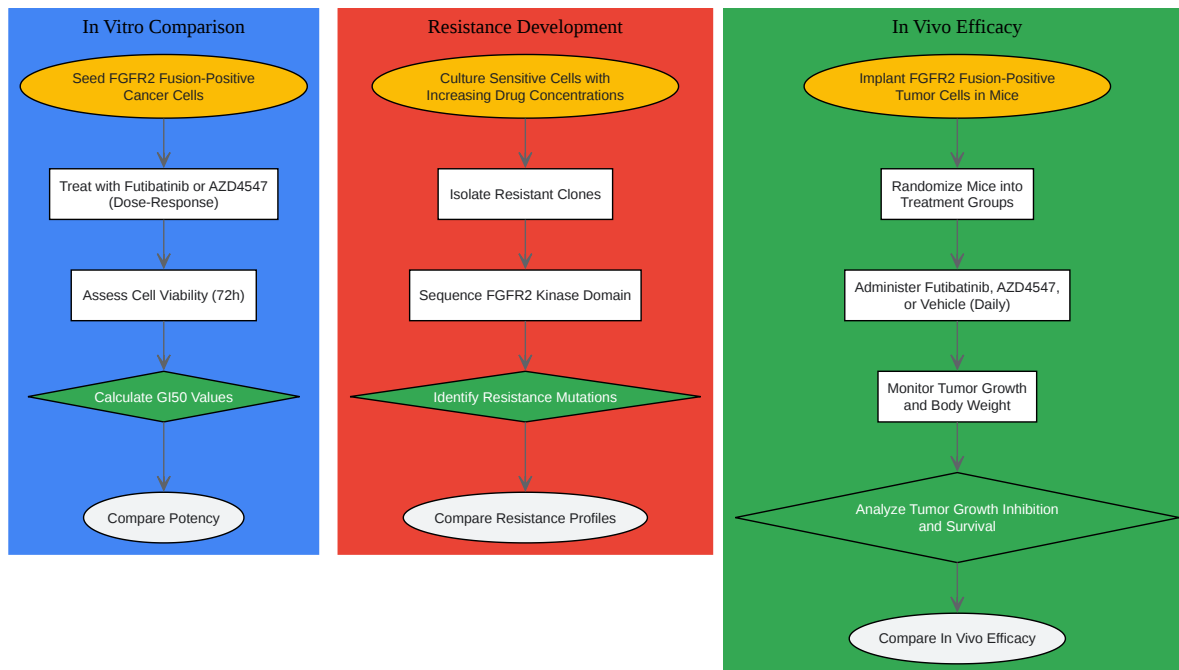 In Vitro Comparison
Seed FGFR2 Fusion-Positive
Cancer Cells
Treat with Futibatinib or AZD4547
(Dose-Response)
Assess Cell Viability (72h)
Calculate GI50 Values
Compare Potency
Resistance Development
Culture Sensitive Cells with
Increasing Drug Concentrations
Isolate Resistant Clones
Sequence FGFR2 Kinase Domain
Identify Resistance Mutations
Compare Resistance Profiles
In Vivo Efficacy
Implant FGFR2 Fusion-Positive
Tumor Cells in Mice
Randomize Mice into
Treatment Groups
Administer Futibatinib, AZD4547,
or Vehicle (Daily)
Monitor Tumor Growth
and Body Weight
Analyze Tumor Growth Inhibition
and Survival
Compare In Vivo Efficacy